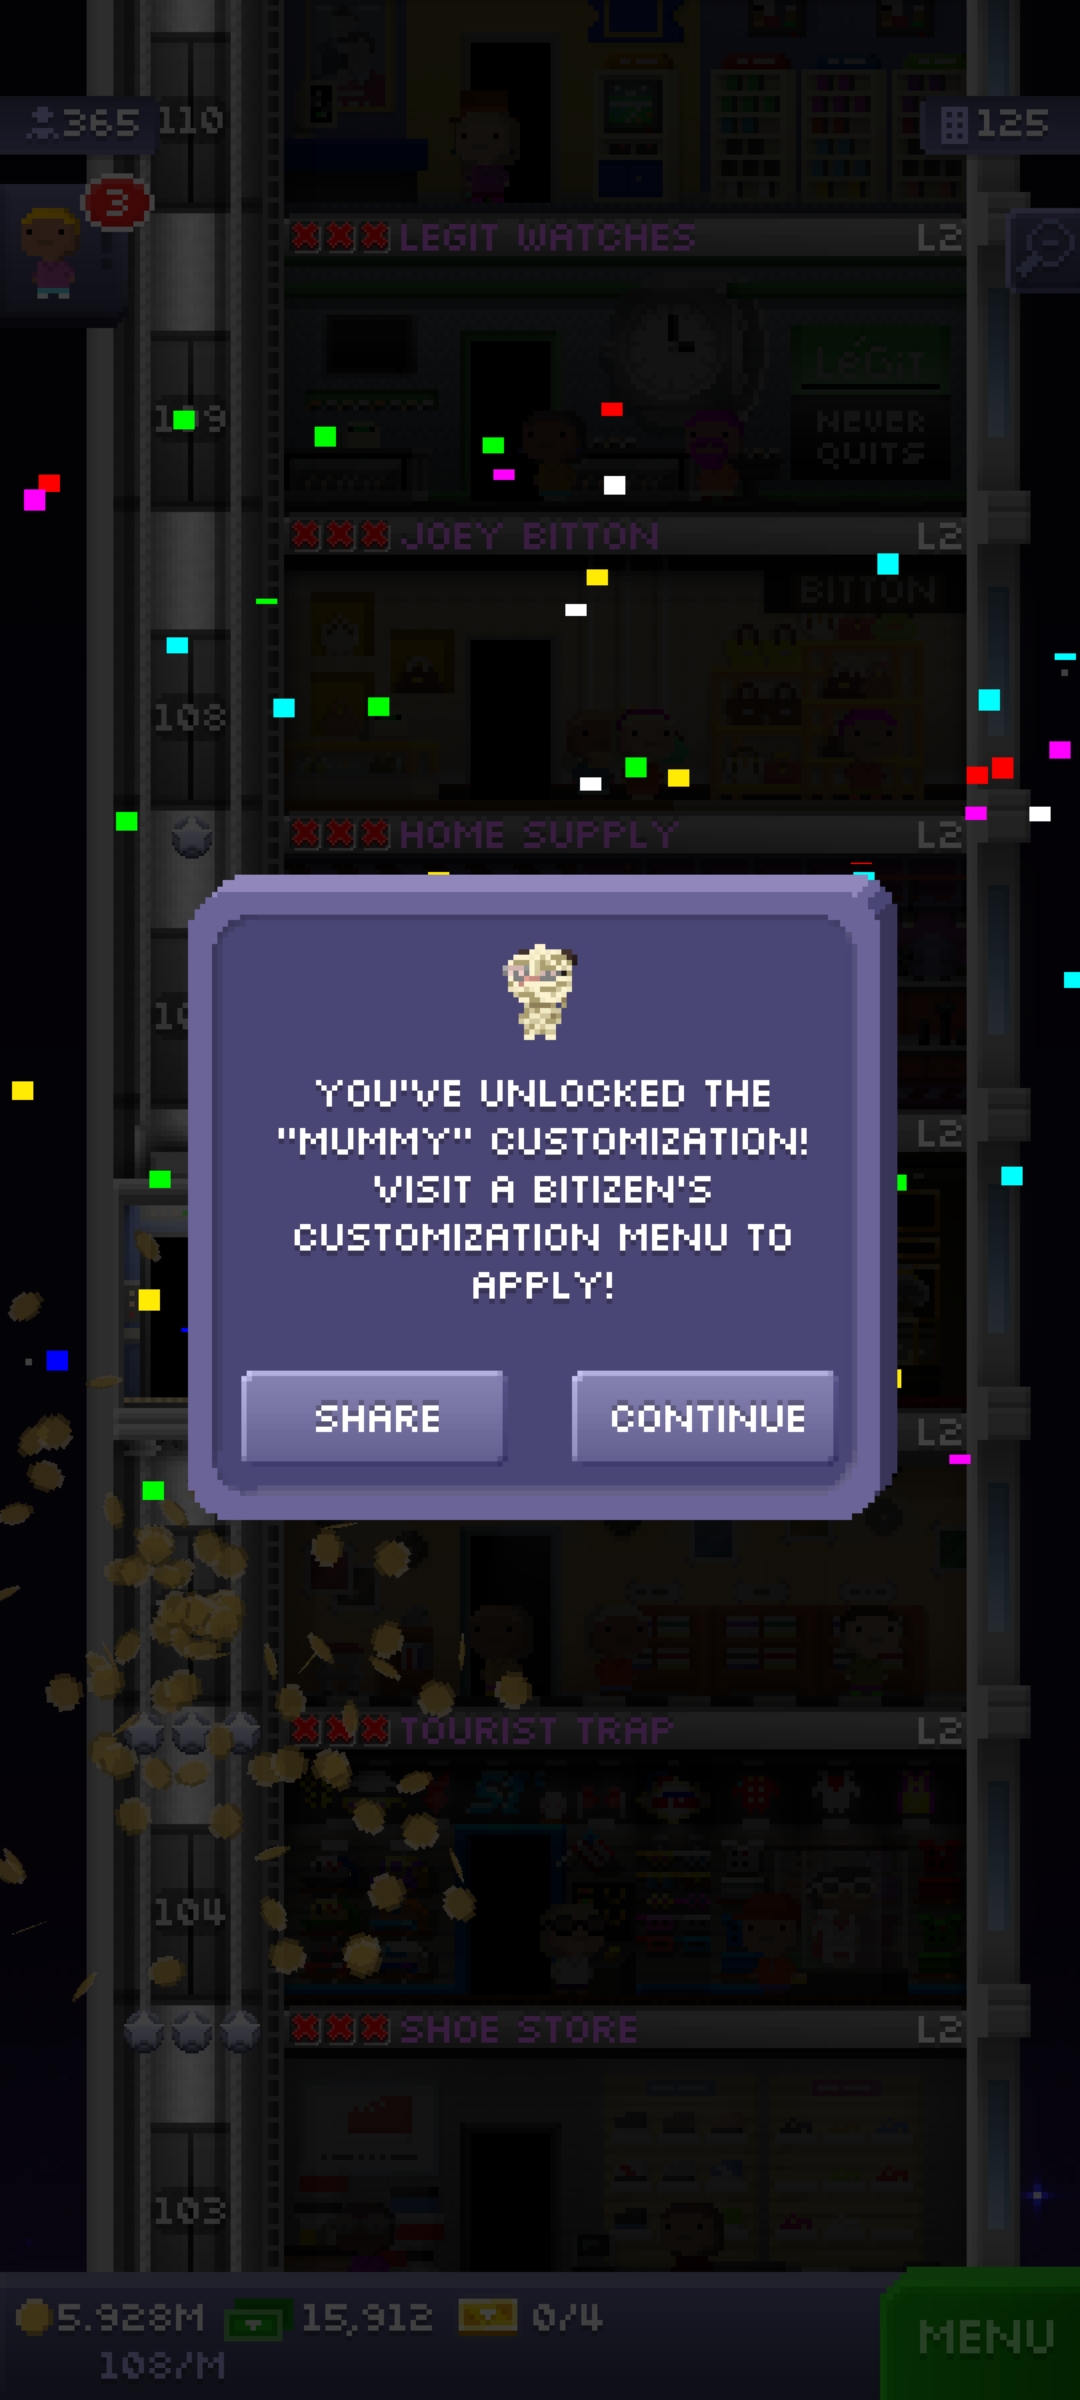 365
110
125
3
LEGIT WATCHES
L2
LéGiT
NEVER
QUITS
JOEY BITTON
L2
BITTON
108
HOME SUPPLY
L2
YOU'VE UNLOCKED THE
"MUMMY" CUSTOMIZATION!
VISIT A BITIZEN'S
CUSTOMIZATION MENU TO
APPLY!
L2
SHARE
CONTINUE
L2
TOURIST TRAP
L2
104
SHOE STORE
L2
103
5.928M
15,912
0/4
108/M
MENU